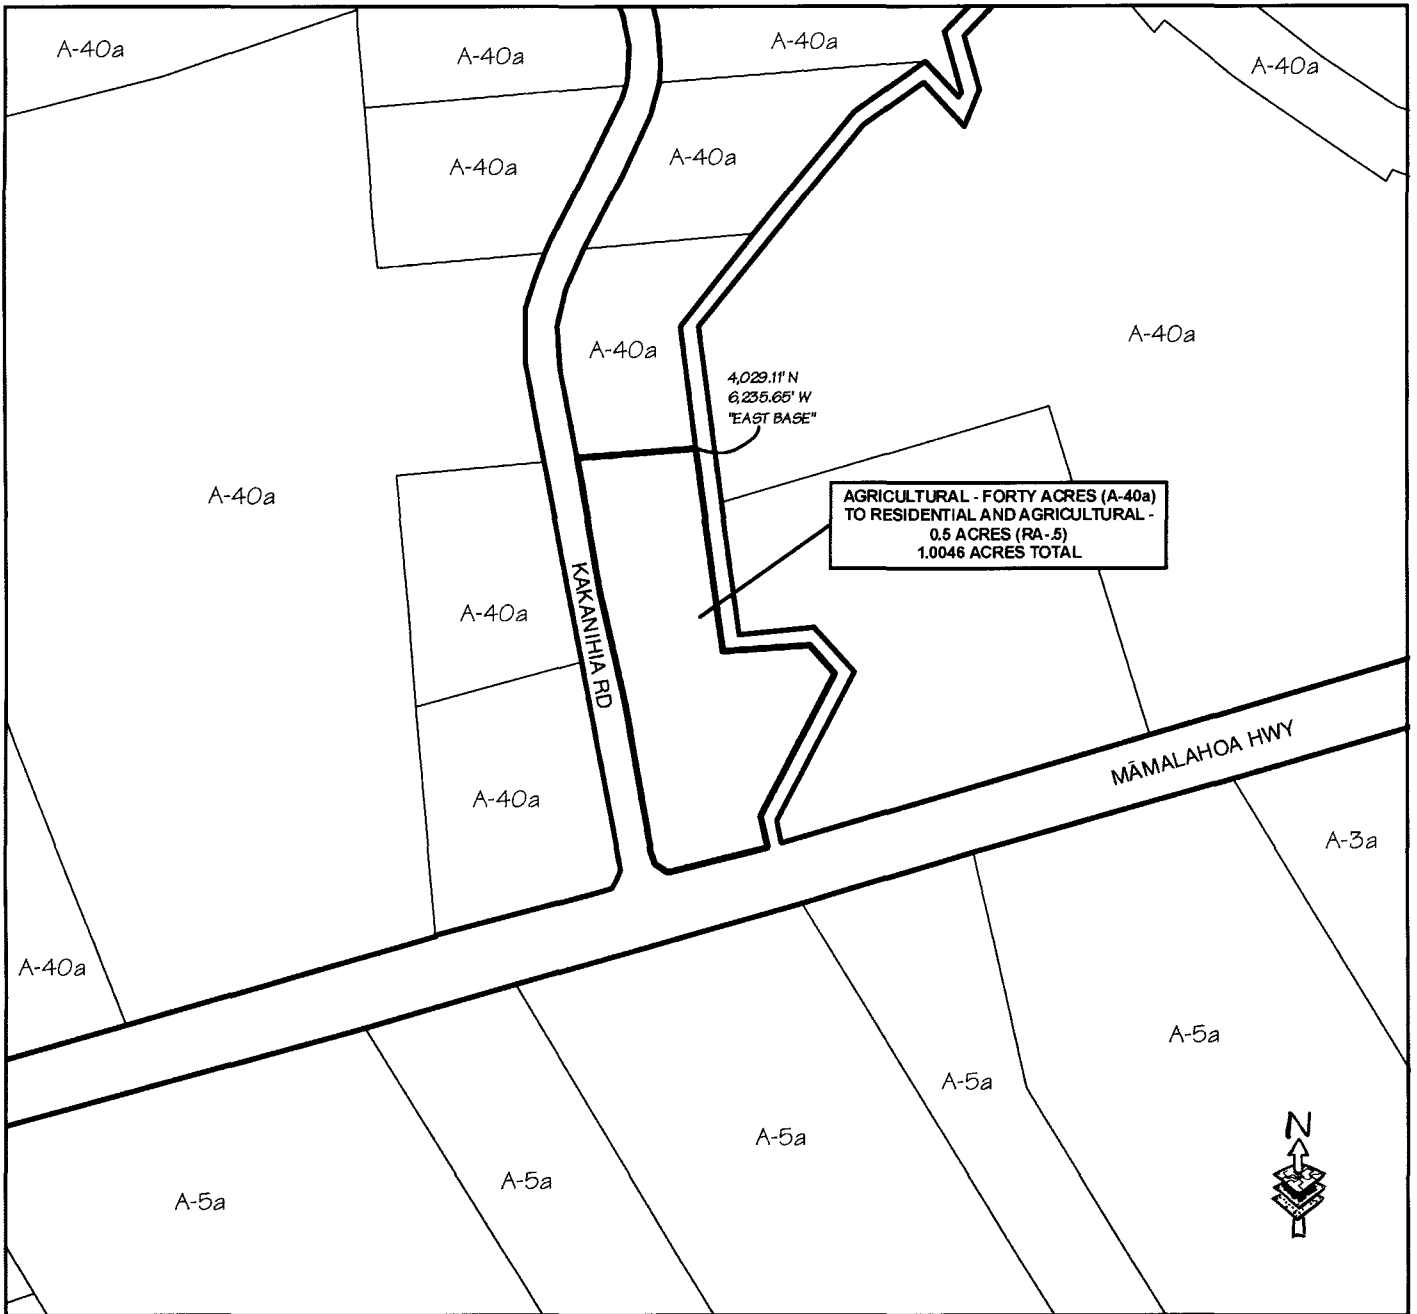 A-40a
A-40a
A-40a
A-40a
A-40a
A-40a
A-40a
A-40a
4,029.11' N
6,235.65' W
"EAST BASE"
A-40a
AGRICULTURAL - FORTY ACRES (A-40a)
TO RESIDENTIAL AND AGRICULTURAL -
0.5 ACRES (RA-.5)
1.0046 ACRES TOTAL
KAKANIHIA RD
A-40a
MĀMALAHOA HWY
A-40a
A-3a
A-40a
A-5a
A-5a
A-5a
A-5a
A-5a
N